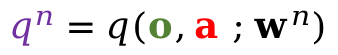 qⁿ = q(o, a ; wⁿ)